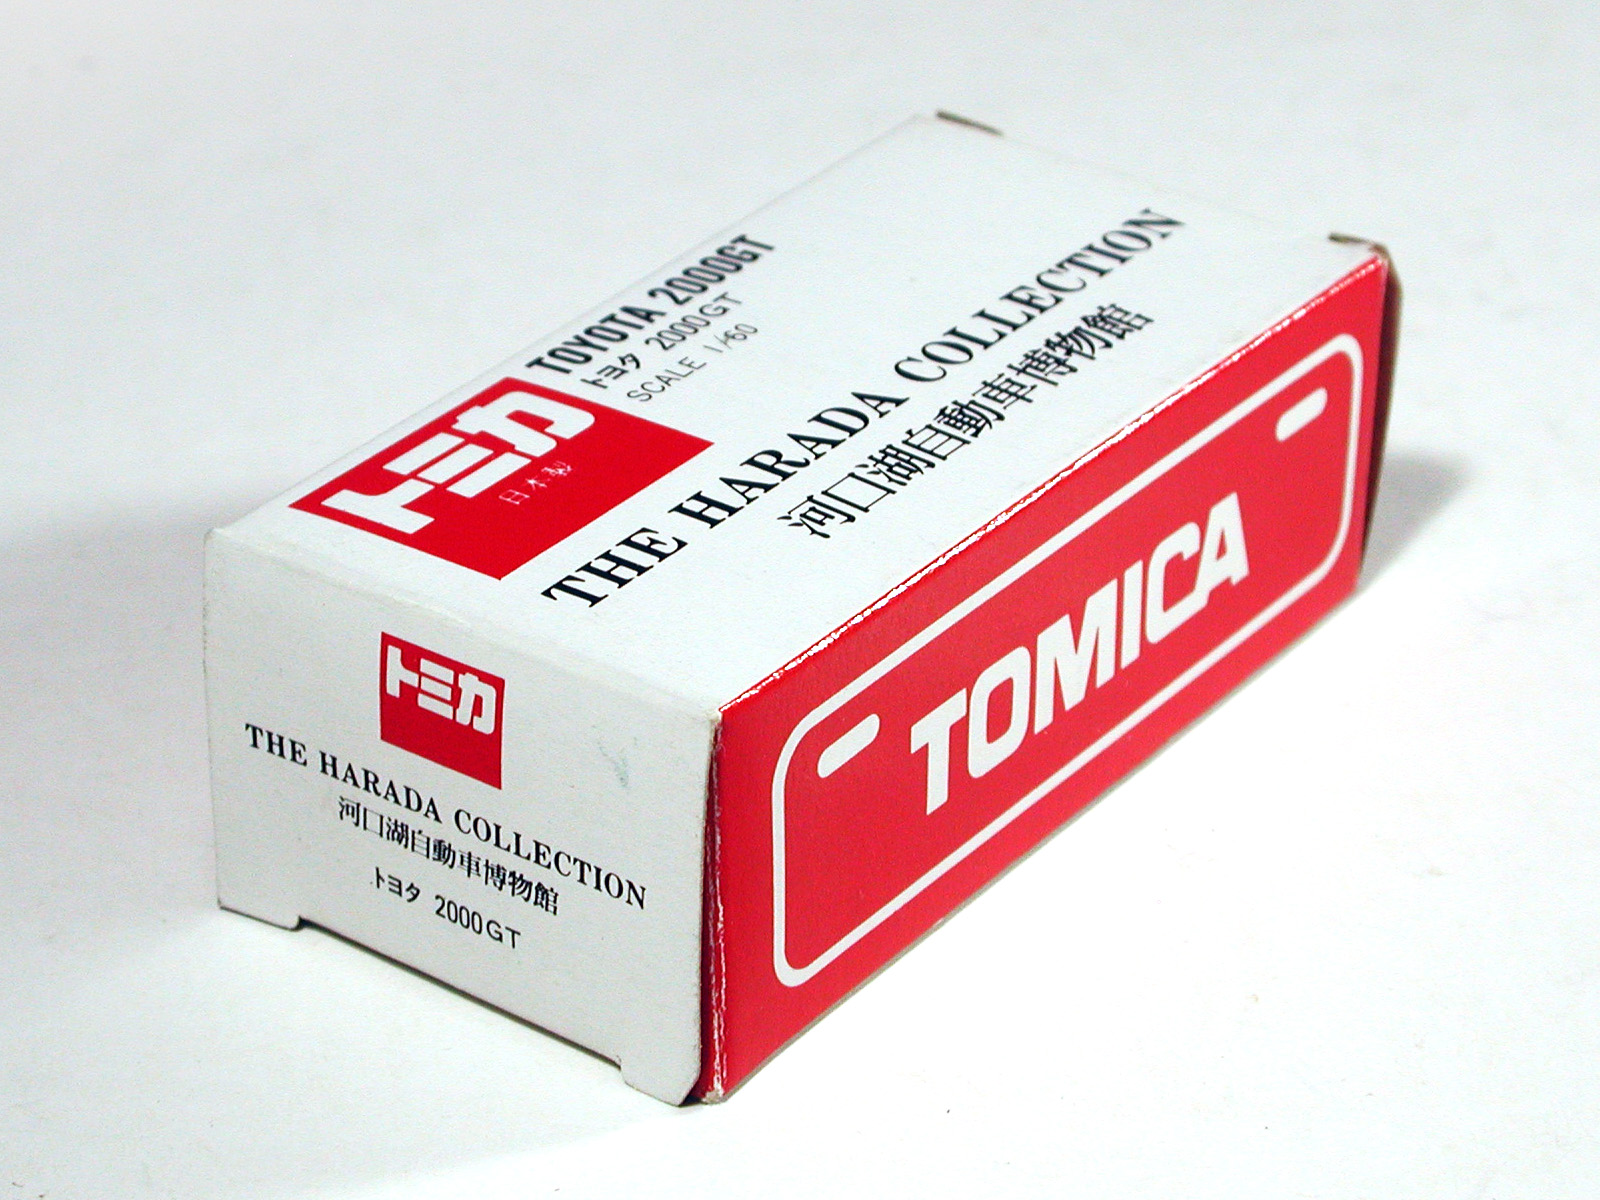 トミカ
日本製
TOYOTA 2000GT
トヨタ 2000GT
SCALE 1/60
THE HARADA COLLECTION
河口湖自動車博物館
トミカ
THE HARADA COLLECTION
河口湖自動車博物館
トヨタ 2000GT
TOMICA